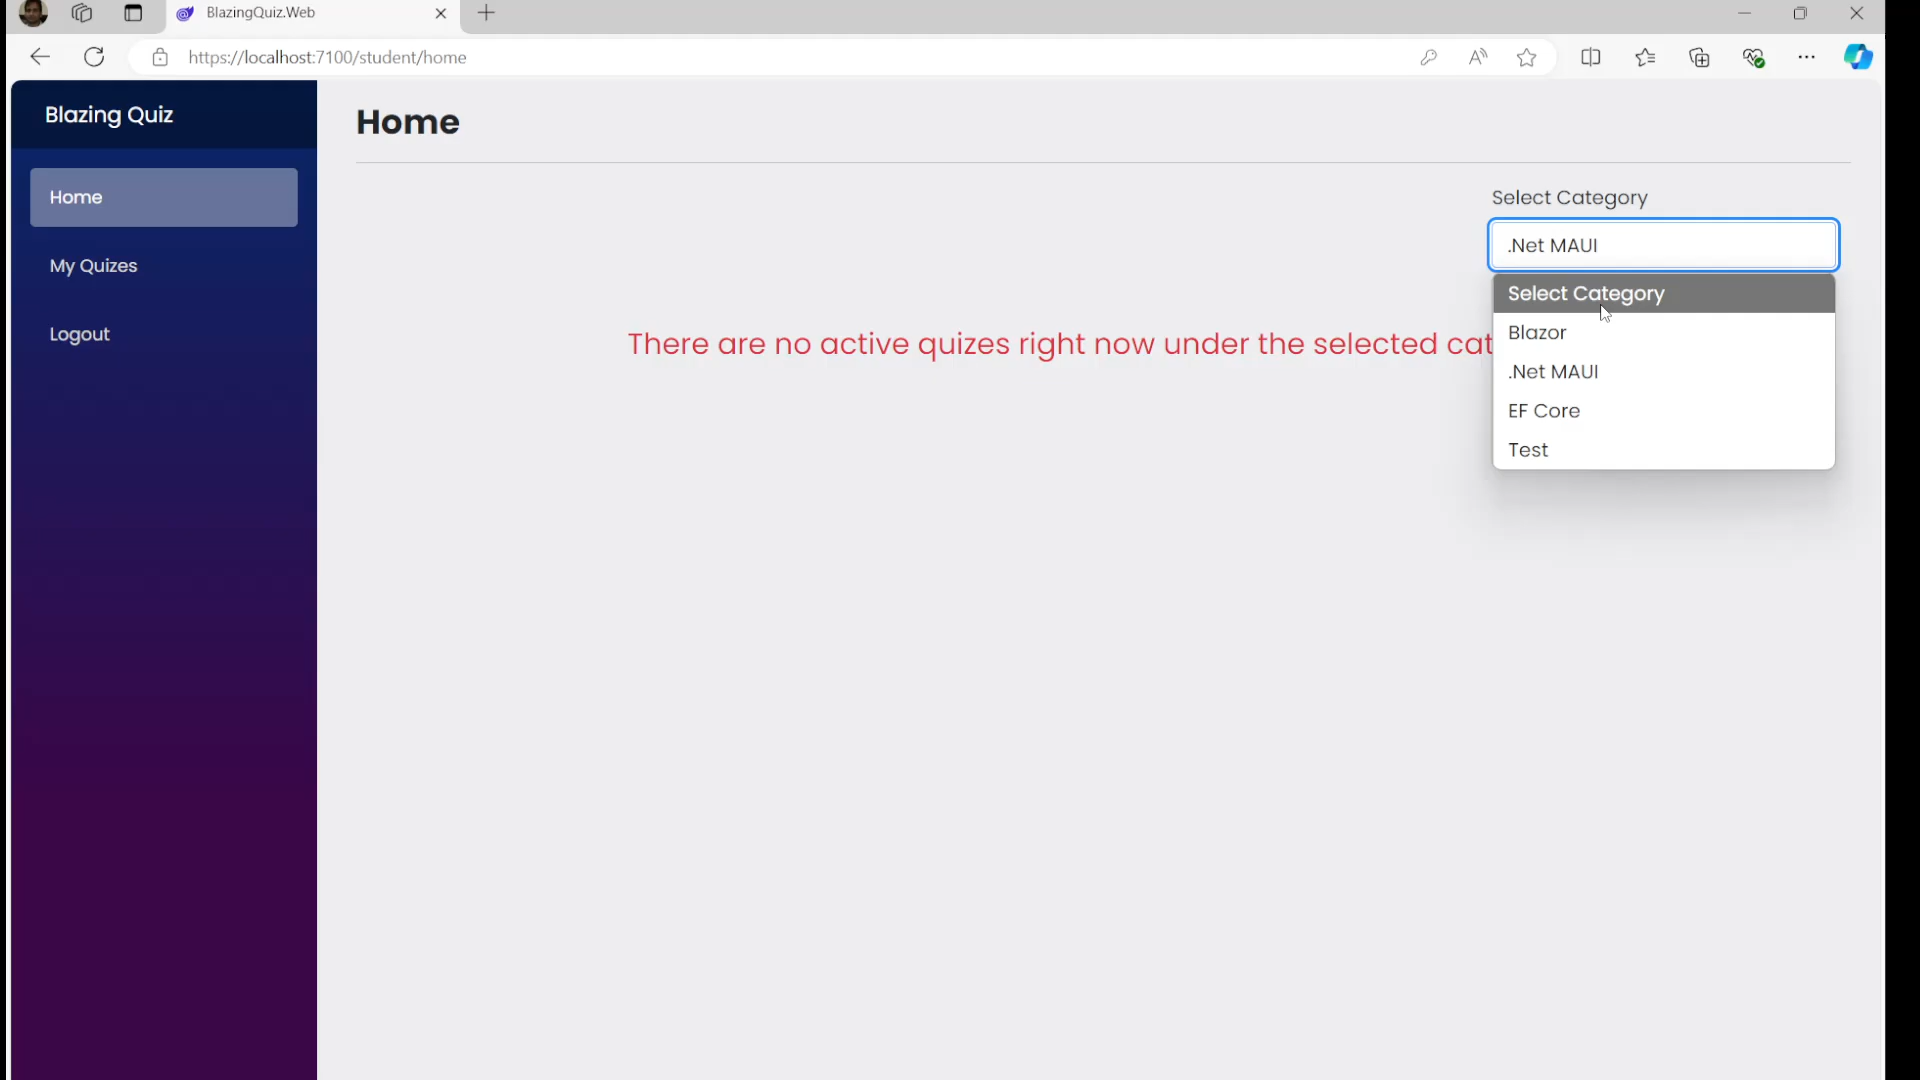 BlazingQuiz.Web
https://localhost:7100/student/home
Blazing Quiz
Home
My Quizes
Logout
Home
Select Category
.Net MAUI
Select Category
Blazor
.Net MAUI
EF Core
Test
There are no active quizes right now under the selected cat